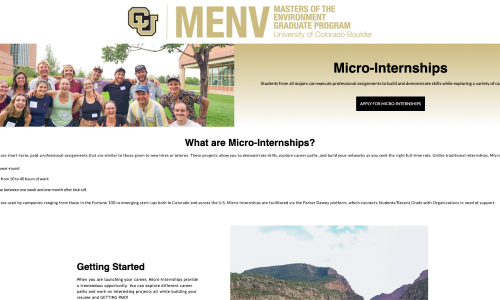 CU
MENV
MASTERS OF THE
ENVIRONMENT
GRADUATE PROGRAM
University of Colorado Boulder
Micro-Internships
Students from all majors can execute professional assignments to build and demonstrate skills while exploring a variety of ca
APPLY FOR MICRO-INTERNSHIPS
What are Micro-Internships?
are short-term, paid, professional assignments that are similar to those given to new hires or interns. These projects allow you to demonstrate skills, explore career paths, and build your networks as you seek the right full-time role. Unlike traditional internships, Micro
year-round
from 10 to 40 hours of work
between one week and one month after kick-off.
are used by companies ranging from those in the Fortune 100 to emerging start-ups both in Colorado and across the U.S. Micro-Internships are facilitated via the Parker Dewey platform, which connects Students/Recent Grads with Organizations in need of support.
Getting Started
When you are launching your career, Micro-Internships provide
a tremendous opportunity. You can explore different career
paths and work on interesting projects all while building your
resume and GETTING PAID!